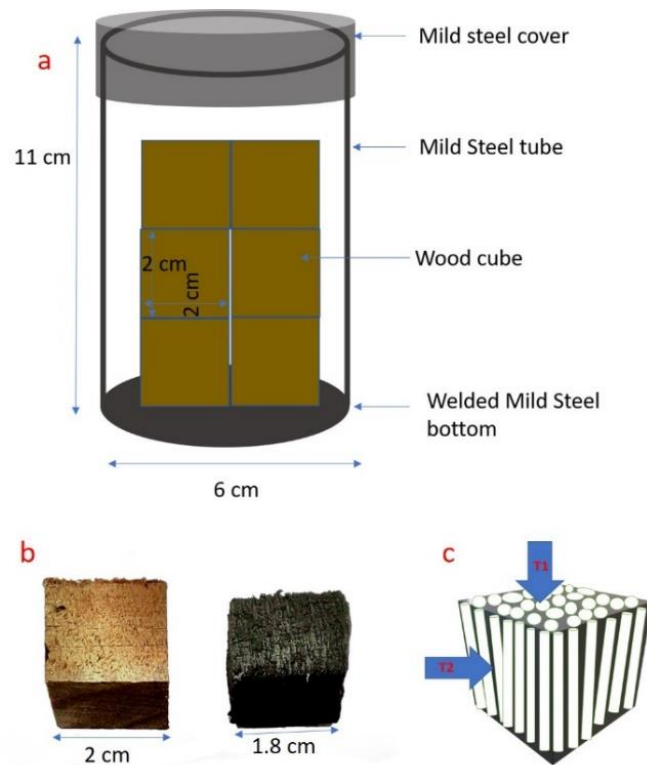 Mild steel cover
a
11 cm
Mild Steel tube
2 cm
2 cm
Wood cube
Welded Mild Steel
bottom
6 cm
b
c
T1
T2
2 cm
1.8 cm